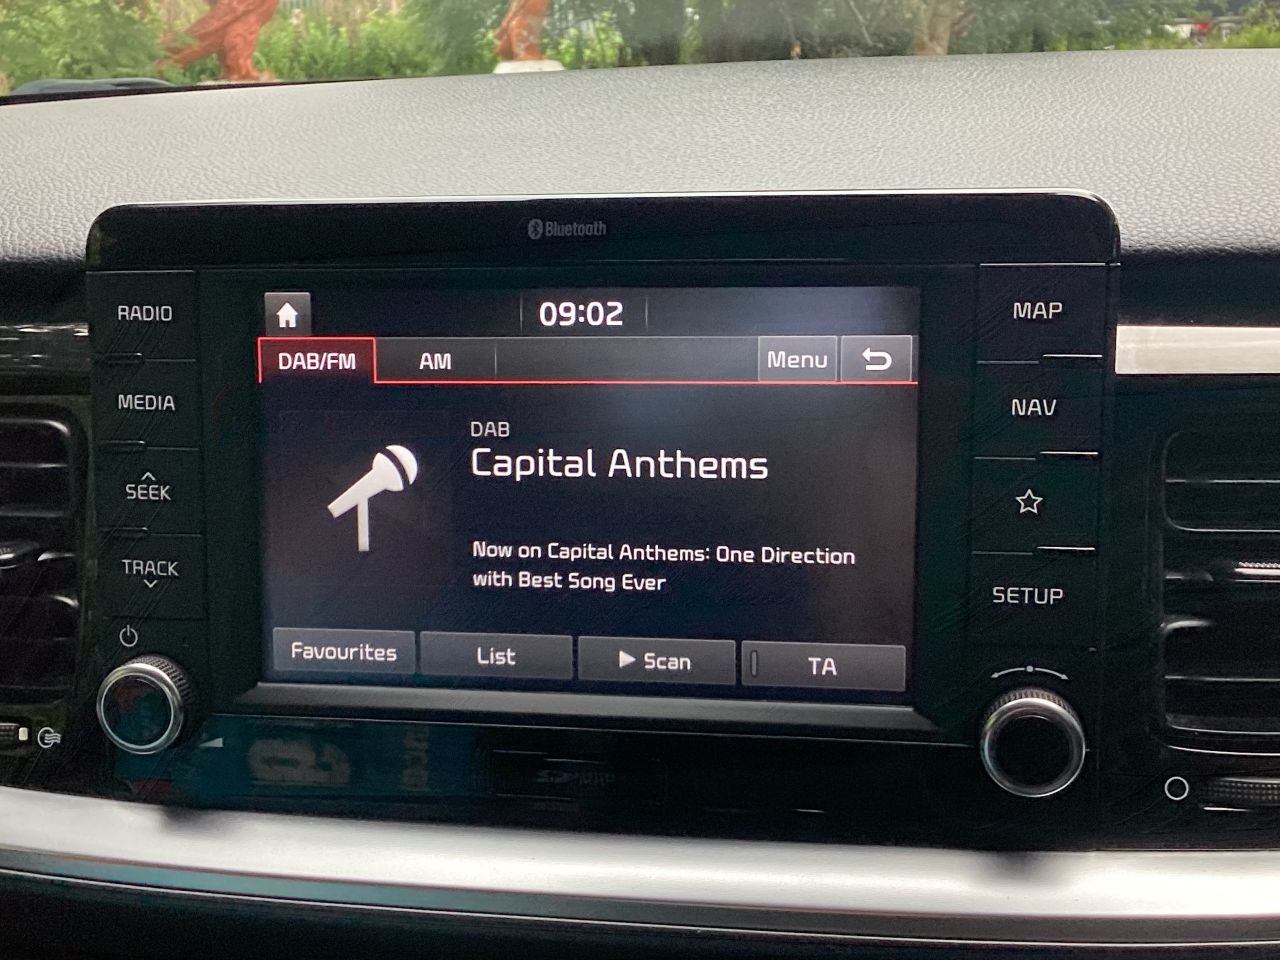 Bluetooth
RADIO
MEDIA
SEEK
TRACK
09:02
DAB/FM
AM
Menu
DAB
Capital Anthems
Now on Capital Anthems: One Direction
with Best Song Ever
Favourites
List
Scan
TA
MAP
NAV
SETUP